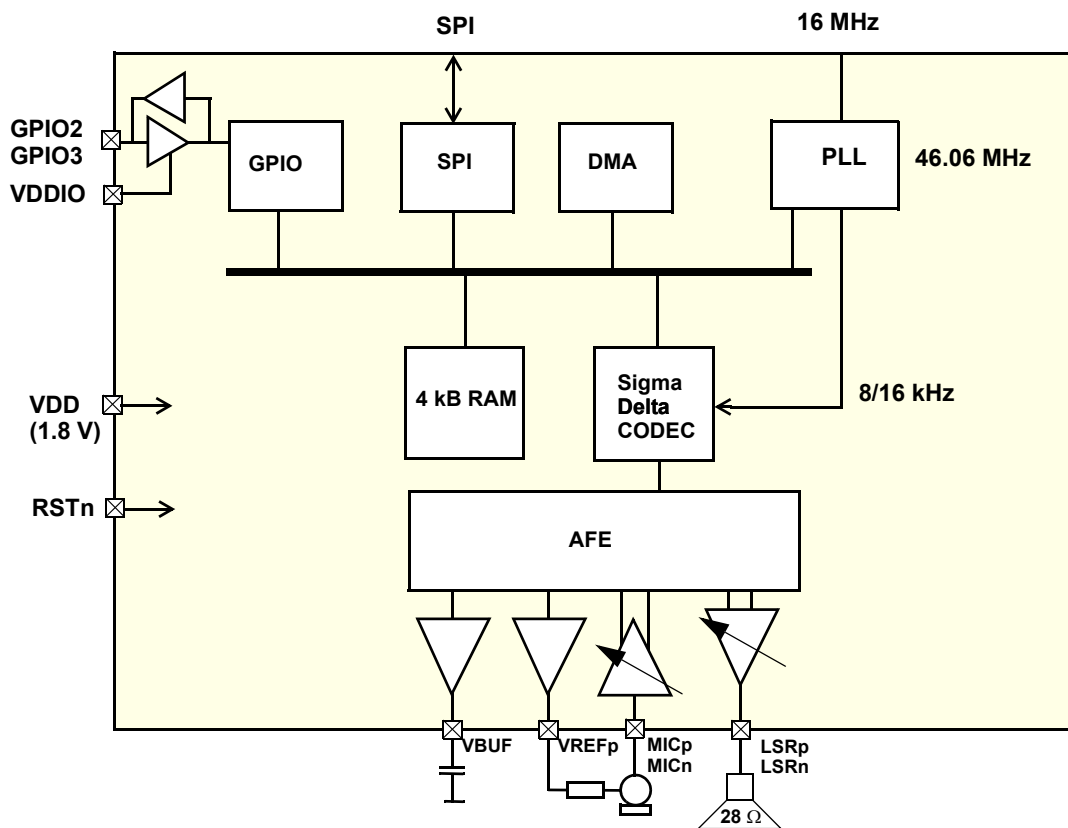 SPI
16 MHz
GPIO2
GPIO3
VDDIO
GPIO
SPI
DMA
PLL
46.06 MHz
4 kB RAM
Sigma
Delta
CODEC
8/16 kHz
VDD
(1.8 V)
RSTn
AFE
VBUF
VREFp
MICp
MICn
LSRp
LSRn
28 Ω